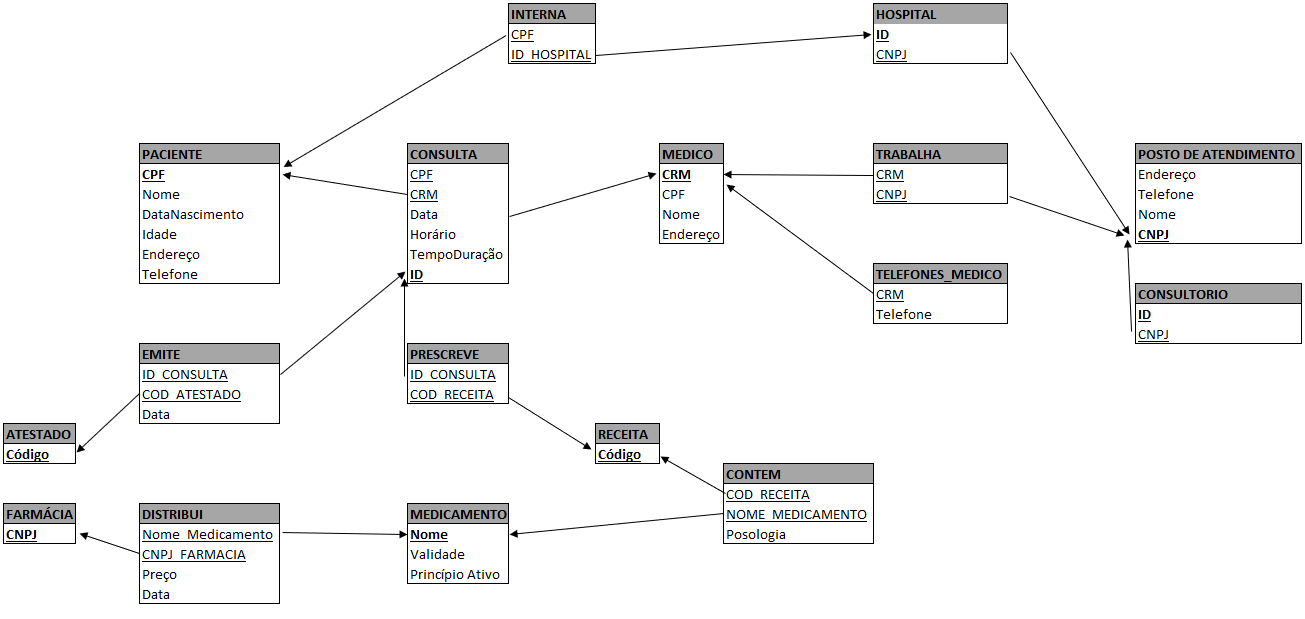 INTERNA
CPF
ID_HOSPITAL
HOSPITAL
ID
CNPJ
PACIENTE
CPF
Nome
DataNascimento
Idade
Endereço
Telefone
CONSULTA
CPF
CRM
Data
Horário
TempoDuração
ID
MEDICO
CRM
CPF
Nome
Endereço
TRABALHA
CRM
CNPJ
POSTO DE ATENDIMENTO
Endereço
Telefone
Nome
CNPJ
TELEFONES_MEDICO
CRM
Telefone
CONSULTORIO
ID
CNPJ
EMITE
ID_CONSULTA
COD_ATESTADO
Data
PRESCREVE
ID_CONSULTA
COD_RECEITA
ATESTADO
Código
RECEITA
Código
CONTEM
COD_RECEITA
NOME_MEDICAMENTO
Posologia
FARMÁCIA
CNPJ
DISTRIBUI
Nome_Medicamento
CNPJ_FARMACIA
Preço
Data
MEDICAMENTO
Nome
Validade
Princípio Ativo